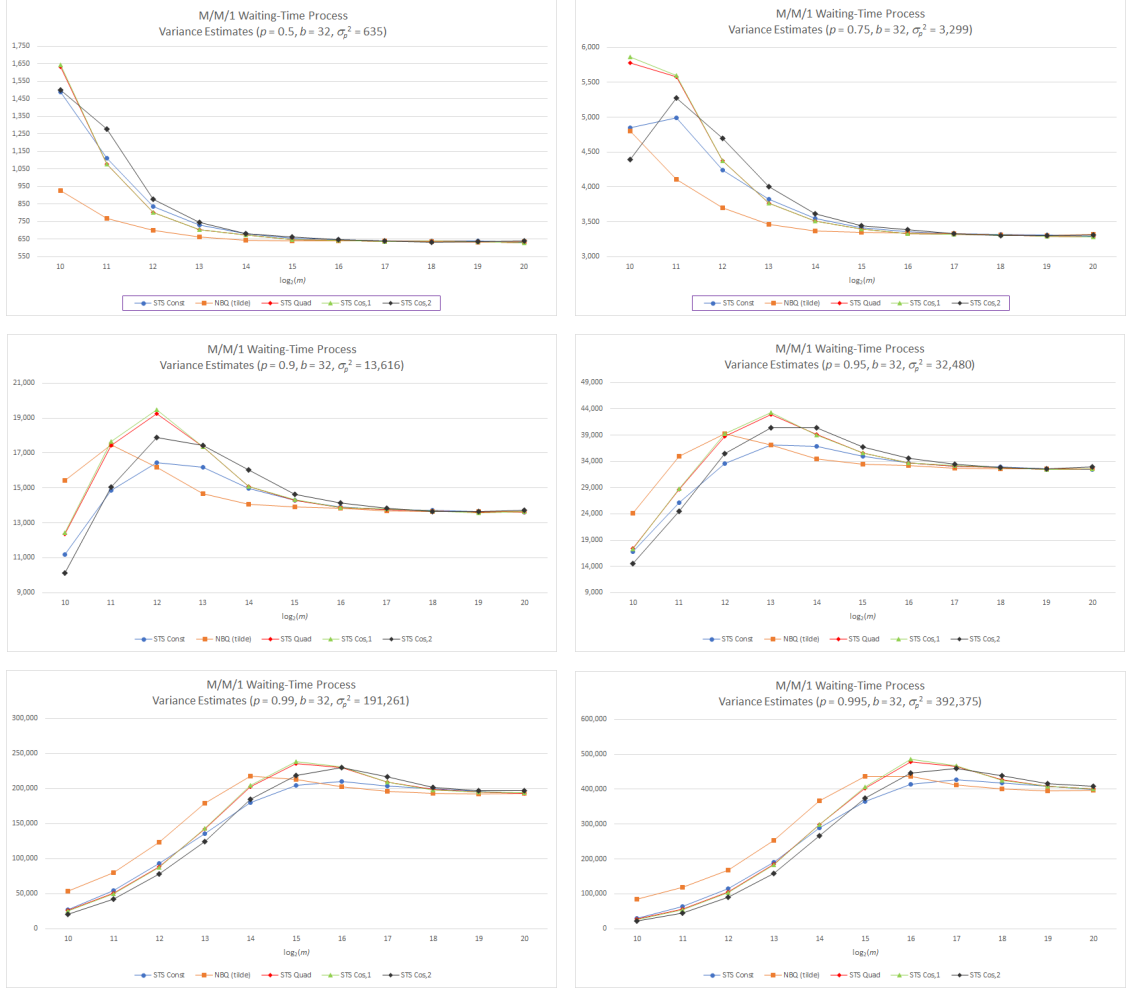 M/M/1 Waiting-Time Process
Variance Estimates (p = 0.5, b = 32, σp² = 635)
1,750
1,650
1,550
1,450
1,350
1,250
1,150
1,050
950
850
750
650
550
10 11 12 13 14 15 16 17 18 19 20
log2(m)
STS Const NBQ (tilde) STS Quad STS Cos,1 STS Cos,2
M/M/1 Waiting-Time Process
Variance Estimates (p = 0.75, b = 32, σp² = 3,299)
6,000
5,500
5,000
4,500
4,000
3,500
3,000
10 11 12 13 14 15 16 17 18 19 20
log2(m)
STS Const NBQ (tilde) STS Quad STS Cos,1 STS Cos,2
M/M/1 Waiting-Time Process
Variance Estimates (p = 0.9, b = 32, σp² = 13,616)
21,000
19,000
17,000
15,000
13,000
11,000
9,000
10 11 12 13 14 15 16 17 18 19 20
log2(m)
STS Const NBQ (tilde) STS Quad STS Cos,1 STS Cos,2
M/M/1 Waiting-Time Process
Variance Estimates (p = 0.95, b = 32, σp² = 32,480)
49,000
44,000
39,000
34,000
29,000
24,000
19,000
14,000
9,000
10 11 12 13 14 15 16 17 18 19 20
log2(m)
STS Const NBQ (tilde) STS Quad STS Cos,1 STS Cos,2
M/M/1 Waiting-Time Process
Variance Estimates (p = 0.99, b = 32, σp² = 191,261)
300,000
250,000
200,000
150,000
100,000
50,000
0
10 11 12 13 14 15 16 17 18 19 20
log2(m)
STS Const NBQ (tilde) STS Quad STS Cos,1 STS Cos,2
M/M/1 Waiting-Time Process
Variance Estimates (p = 0.995, b = 32, σp² = 392,375)
600,000
500,000
400,000
300,000
200,000
100,000
0
10 11 12 13 14 15 16 17 18 19 20
log2(m)
STS Const NBQ (tilde) STS Quad STS Cos,1 STS Cos,2